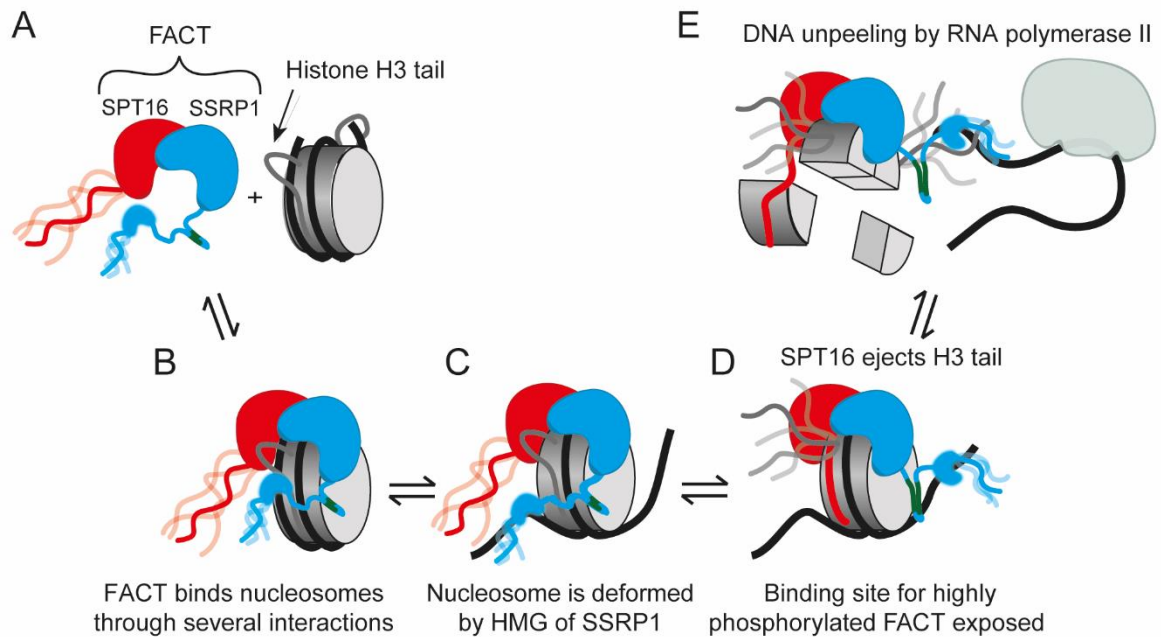 A
FACT
SPT16
SSRP1
Histone H3 tail
+
E
DNA unpeeling by RNA polymerase II
B
C
SPT16 ejects H3 tail
D
FACT binds nucleosomes
through several interactions
Nucleosome is deformed
by HMG of SSRP1
Binding site for highly
phosphorylated FACT exposed